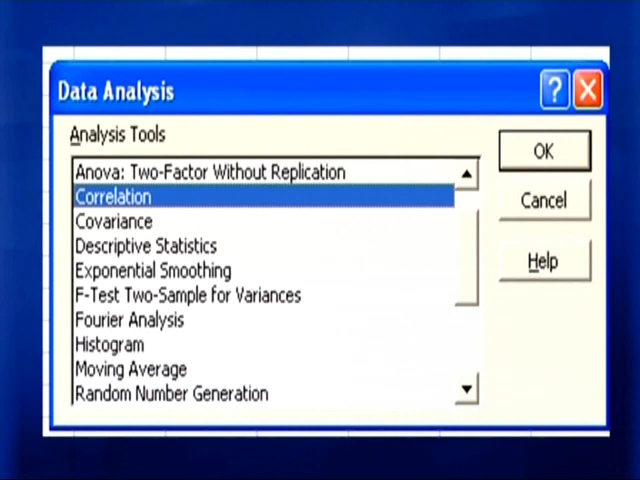 Data Analysis
?
X
Analysis Tools
OK
Anova: Two-Factor Without Replication
Correlation
Cancel
Covariance
Descriptive Statistics
Help
Exponential Smoothing
F-Test Two-Sample for Variances
Fourier Analysis
Histogram
Moving Average
Random Number Generation